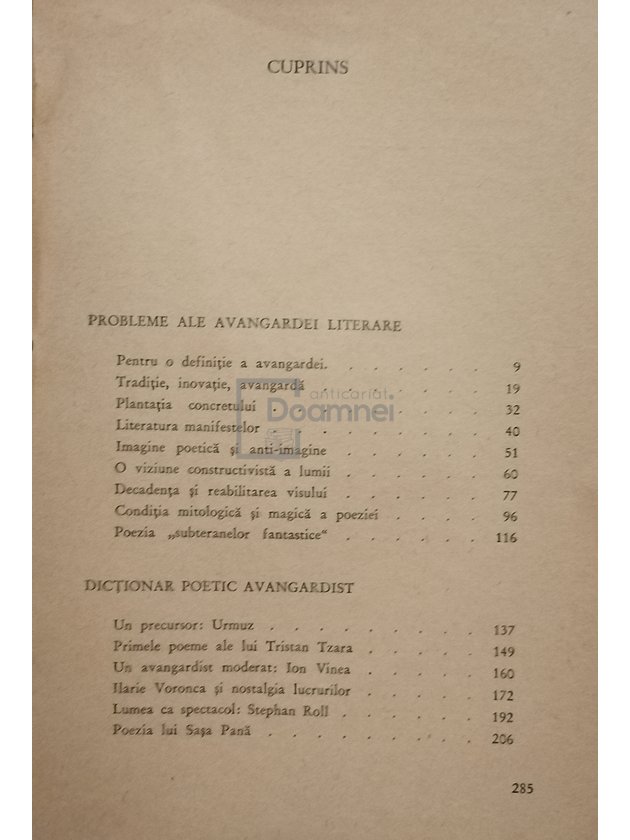 CUPRINS
PROBLEME ALE AVANGARDEI LITERARE
Pentru o definiție a avangardei. . . . . . . . 9
Tradiție, inovație, avangardă . . . . . . . . 19
anticariat
Plantația concretului . . . . . . . . . 32
Doamnei
Literatura manifestelor . . . . . . . . . 40
Imagine poetică și anti-imagine . . . . . . . 51
O viziune constructivistă a lumii . . . . . . . 60
Decadența și reabilitarea visului . . . . . . . 77
Condiția mitologică și magică a poeziei . . . . 96
Poezia „subteranelor fantastice“ . . . . . . 116
DICȚIONAR POETIC AVANGARDIST
Un precursor: Urmuz . . . . . . . . . 137
Primele poeme ale lui Tristan Tzara . . . . . 149
Un avangardist moderat: Ion Vinea . . . . . 160
Ilarie Voronca și nostalgia lucrurilor . . . . . 172
Lumea ca spectacol: Stephan Roll . . . . . . 192
Poezia lui Sașa Pană . . . . . . . . . 206
285